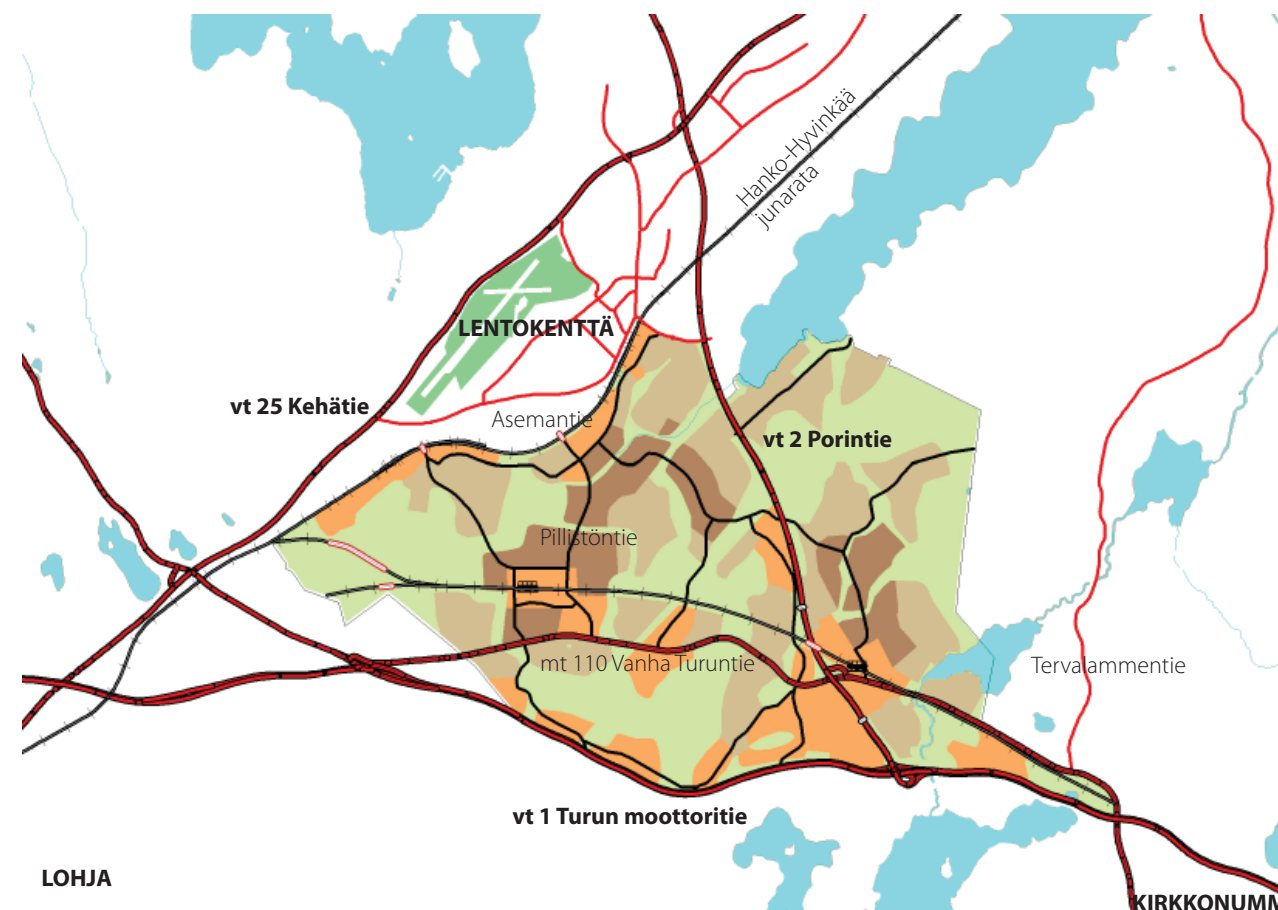 Hanko-Hyvinkää
junarata
LENTOKENTTÄ
vt 25 Kehätie
Asemantie
vt 2 Porintie
Pillistöntie
mt 110 Vanha Turuntie
Tervalammentie
vt 1 Turun moottoritie
LOHJA
KIRKKONUMM